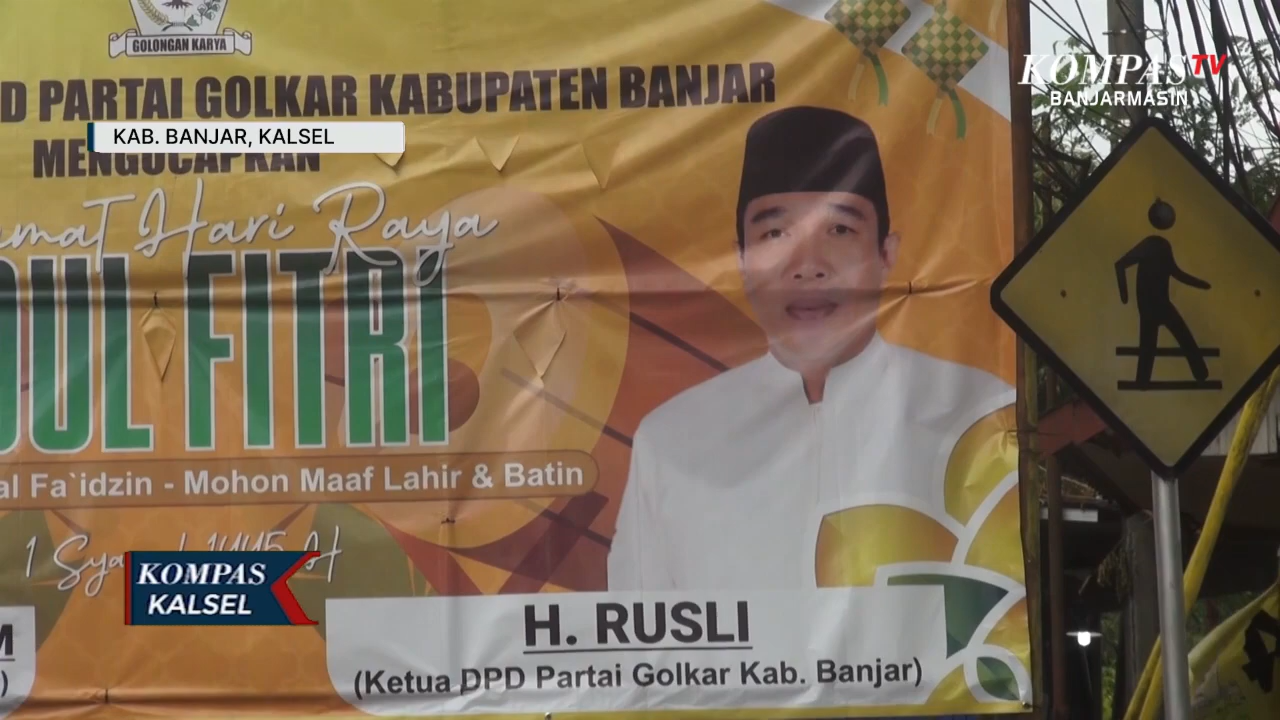 GOLONGAN KARYA
KOMPAS TV
BANJARMASIN
D PARTAI GOLKAR KABUPATEN BANJAR
KAB. BANJAR, KALSEL
MENGUCAPKAN
Hari Raya
FITRI
Fa`idzin - Mohon Maaf Lahir & Batin
1
H
KOMPAS
KALSEL
H. RUSLI
(Ketua DPD Partai Golkar Kab. Banjar)
M
)